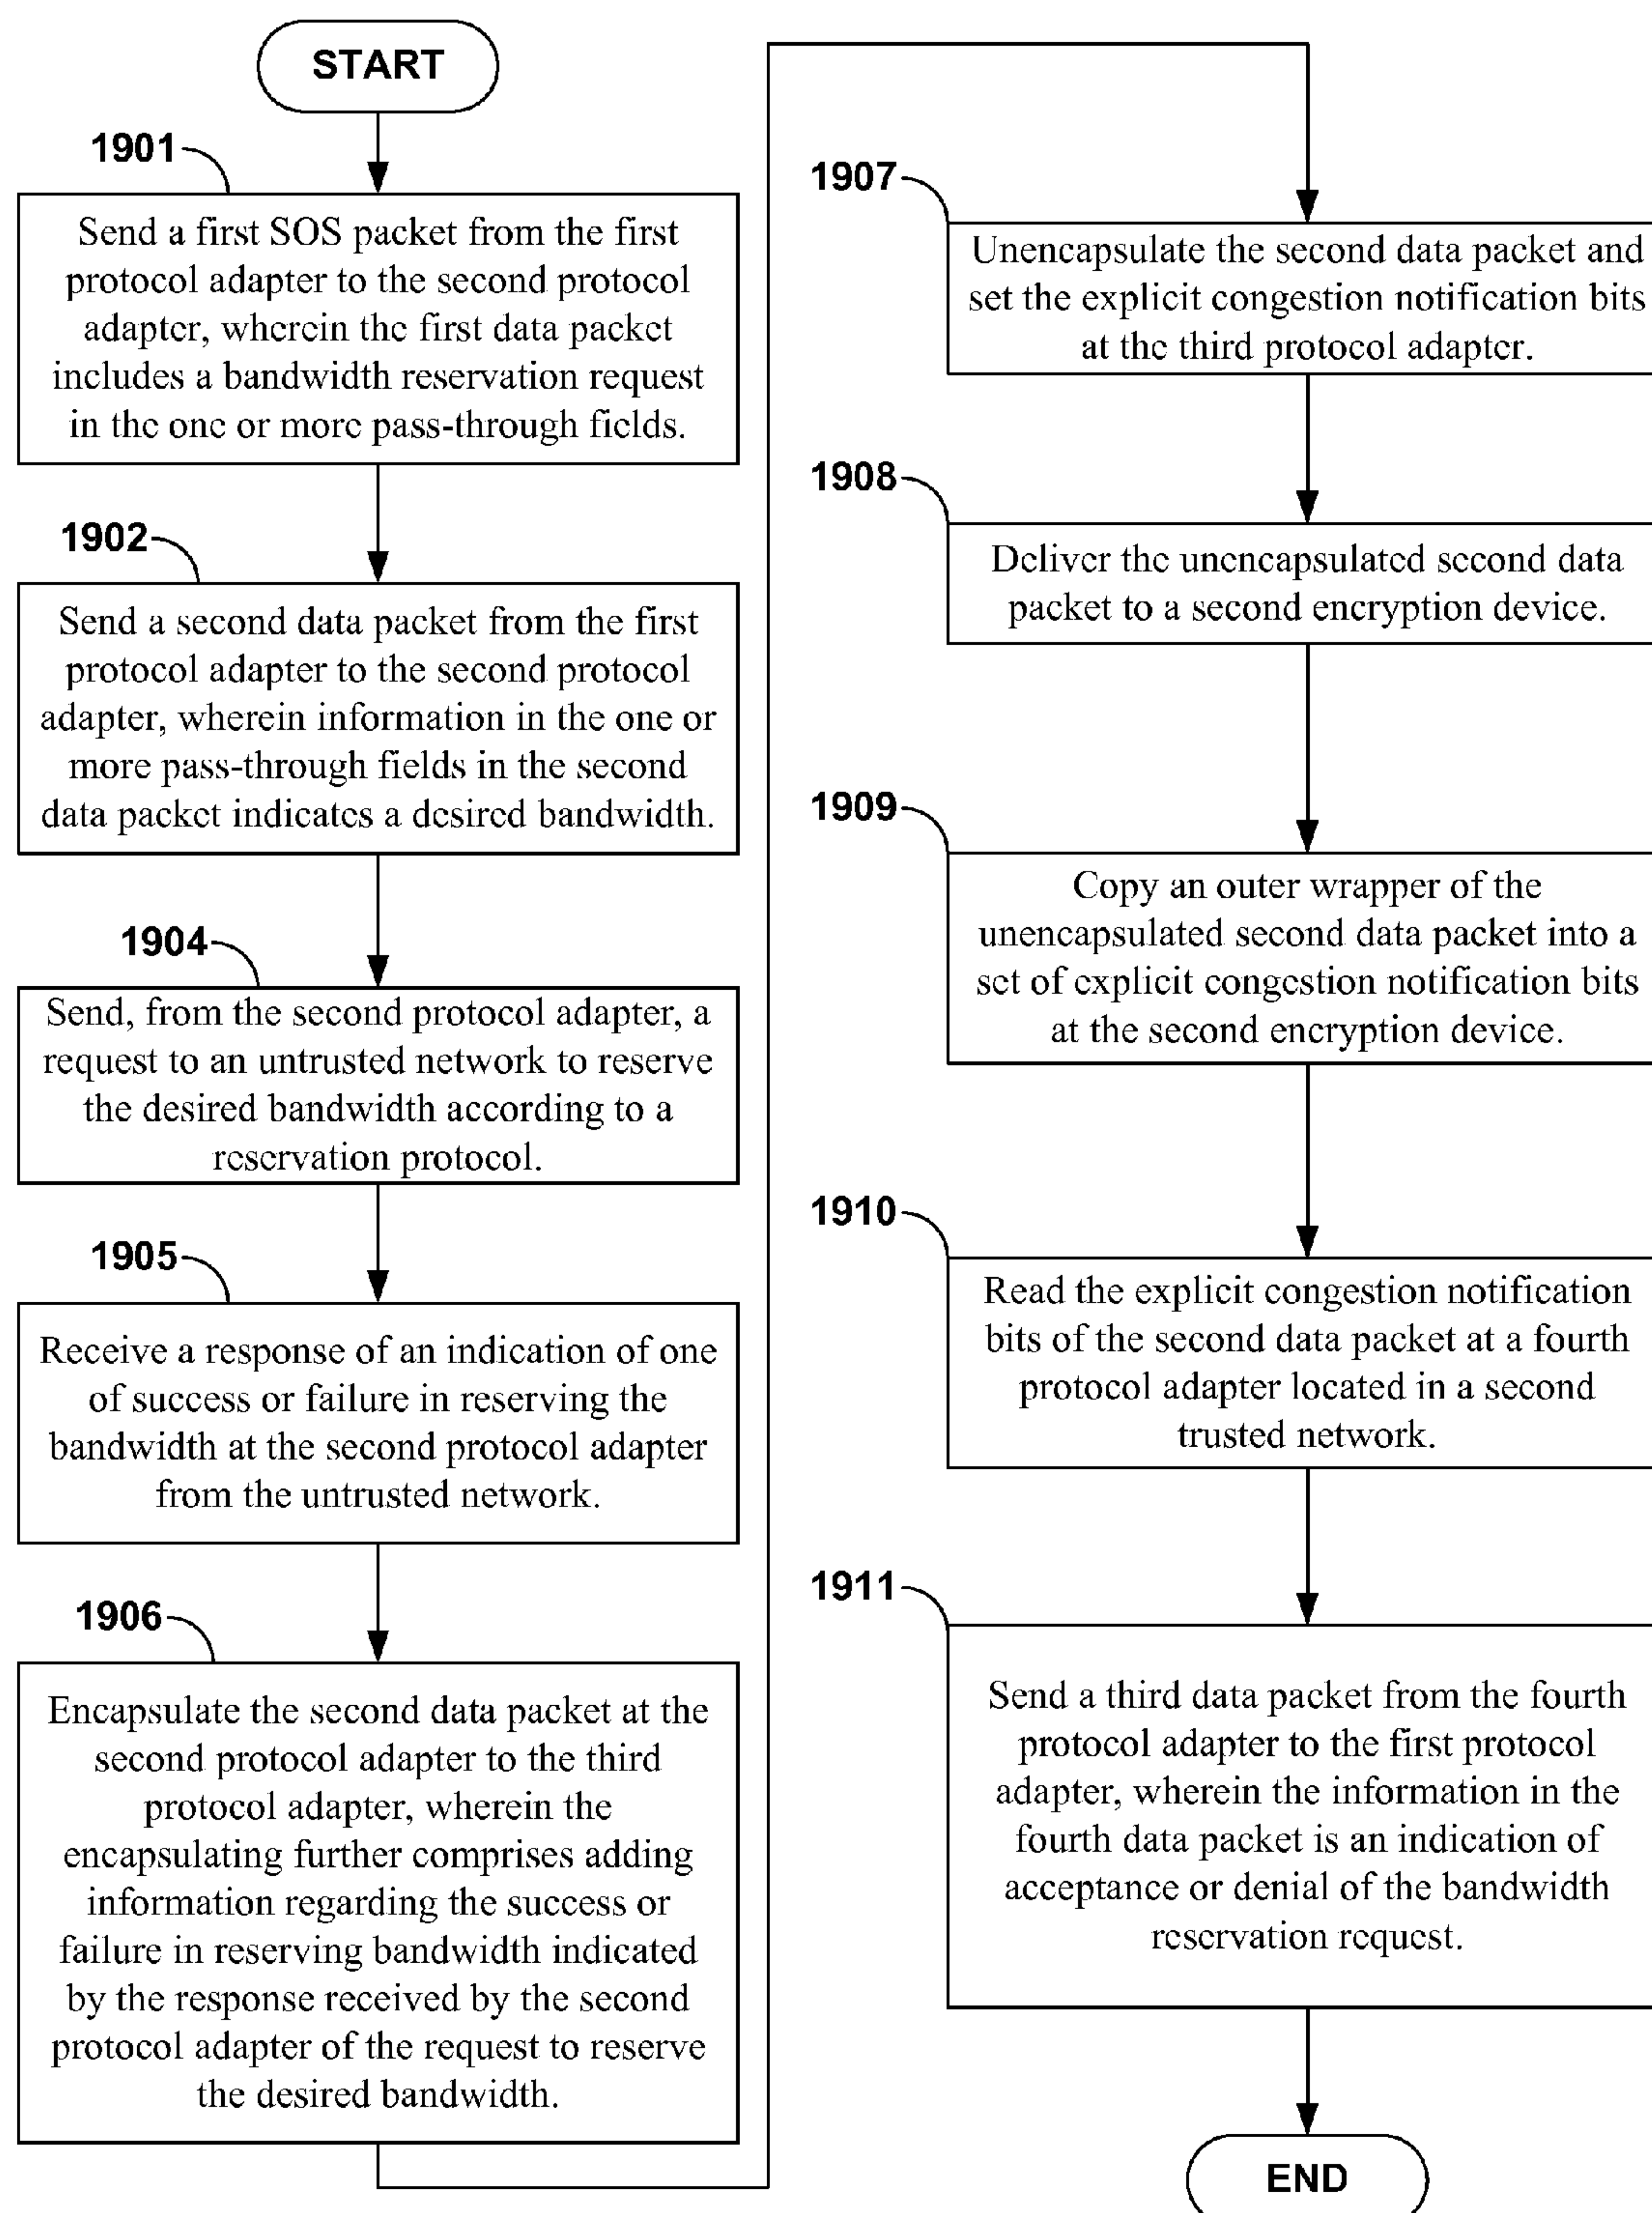 START
1901
Send a first SOS packet from the first
protocol adapter to the second protocol
adapter, wherein the first data packet
includes a bandwidth reservation request
in the one or more pass-through fields.
1902
Send a second data packet from the first
protocol adapter to the second protocol
adapter, wherein information in the one or
more pass-through fields in the second
data packet indicates a desired bandwidth.
1904
Send, from the second protocol adapter, a
request to an untrusted network to reserve
the desired bandwidth according to a
reservation protocol.
1905
Receive a response of an indication of one
of success or failure in reserving the
bandwidth at the second protocol adapter
from the untrusted network.
1906
Encapsulate the second data packet at the
second protocol adapter to the third
protocol adapter, wherein the
encapsulating further comprises adding
information regarding the success or
failure in reserving bandwidth indicated
by the response received by the second
protocol adapter of the request to reserve
the desired bandwidth.
1907
Unencapsulate the second data packet and
set the explicit congestion notification bits
at the third protocol adapter.
1908
Deliver the unencapsulated second data
packet to a second encryption device.
1909
Copy an outer wrapper of the
unencapsulated second data packet into a
set of explicit congestion notification bits
at the second encryption device.
1910
Read the explicit congestion notification
bits of the second data packet at a fourth
protocol adapter located in a second
trusted network.
1911
Send a third data packet from the fourth
protocol adapter to the first protocol
adapter, wherein the information in the
fourth data packet is an indication of
acceptance or denial of the bandwidth
reservation request.
END